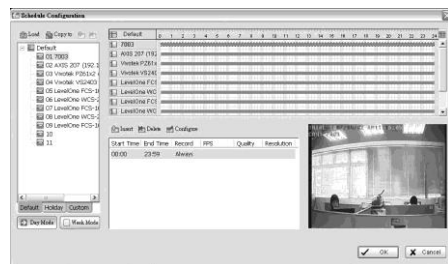 Schedule Configuration
Load Copy to
Default
01 7003
02 AXIS 207 (192.1
03 Vivotek PZ61x2 (
04 Vivotek VS2403
05 LevelOne FCS-1(
06 LevelOne WCS-2
07 LevelOne FCS-1(
08 LevelOne WCS-2
09 LevelOne FCS-1(
10
11
Default Holiday Custom
Day Mode Week Mode
Default 0 1 2 3 4 5 6 7 8 9 10 11 12 13 14 15 16 17 18 19 20 21 22 23 24
7003
AXIS 207 (192
Vivotek PZ61x
Vivotek VS240
LevelOne FCS
LevelOne WCS
LevelOne FCS
LevelOne WCS
Insert Delete Configure
Start Time End Time Record FPS Quality Resolution
00:00 23:59 Always
OK Cancel